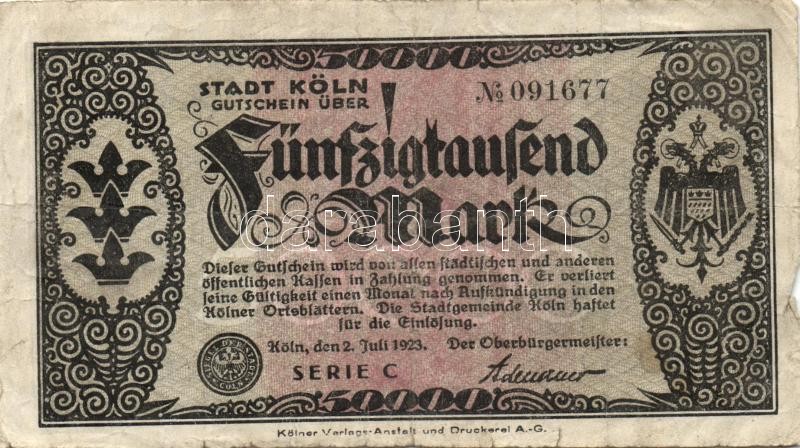 50000
STADT KÖLN
GUTSCHEIN ÜBER
№ 091677
Fünfzigtausend
Mark
darabanth
Dieser Gutschein wird von allen städtischen und anderen
öffentlichen Kassen in Zahlung genommen. Er verliert
seine Gültigkeit einen Monat nach Aufkündigung in den
Kölner Ortsblättern. Die Stadtgemeinde Köln haftet
für die Einlösung.
Köln, den 2. Juli 1923. Der Oberbürgermeister:
SERIE C
Adenauer
50000
Kölner Verlags-Anstalt und Druckerei A.-G.